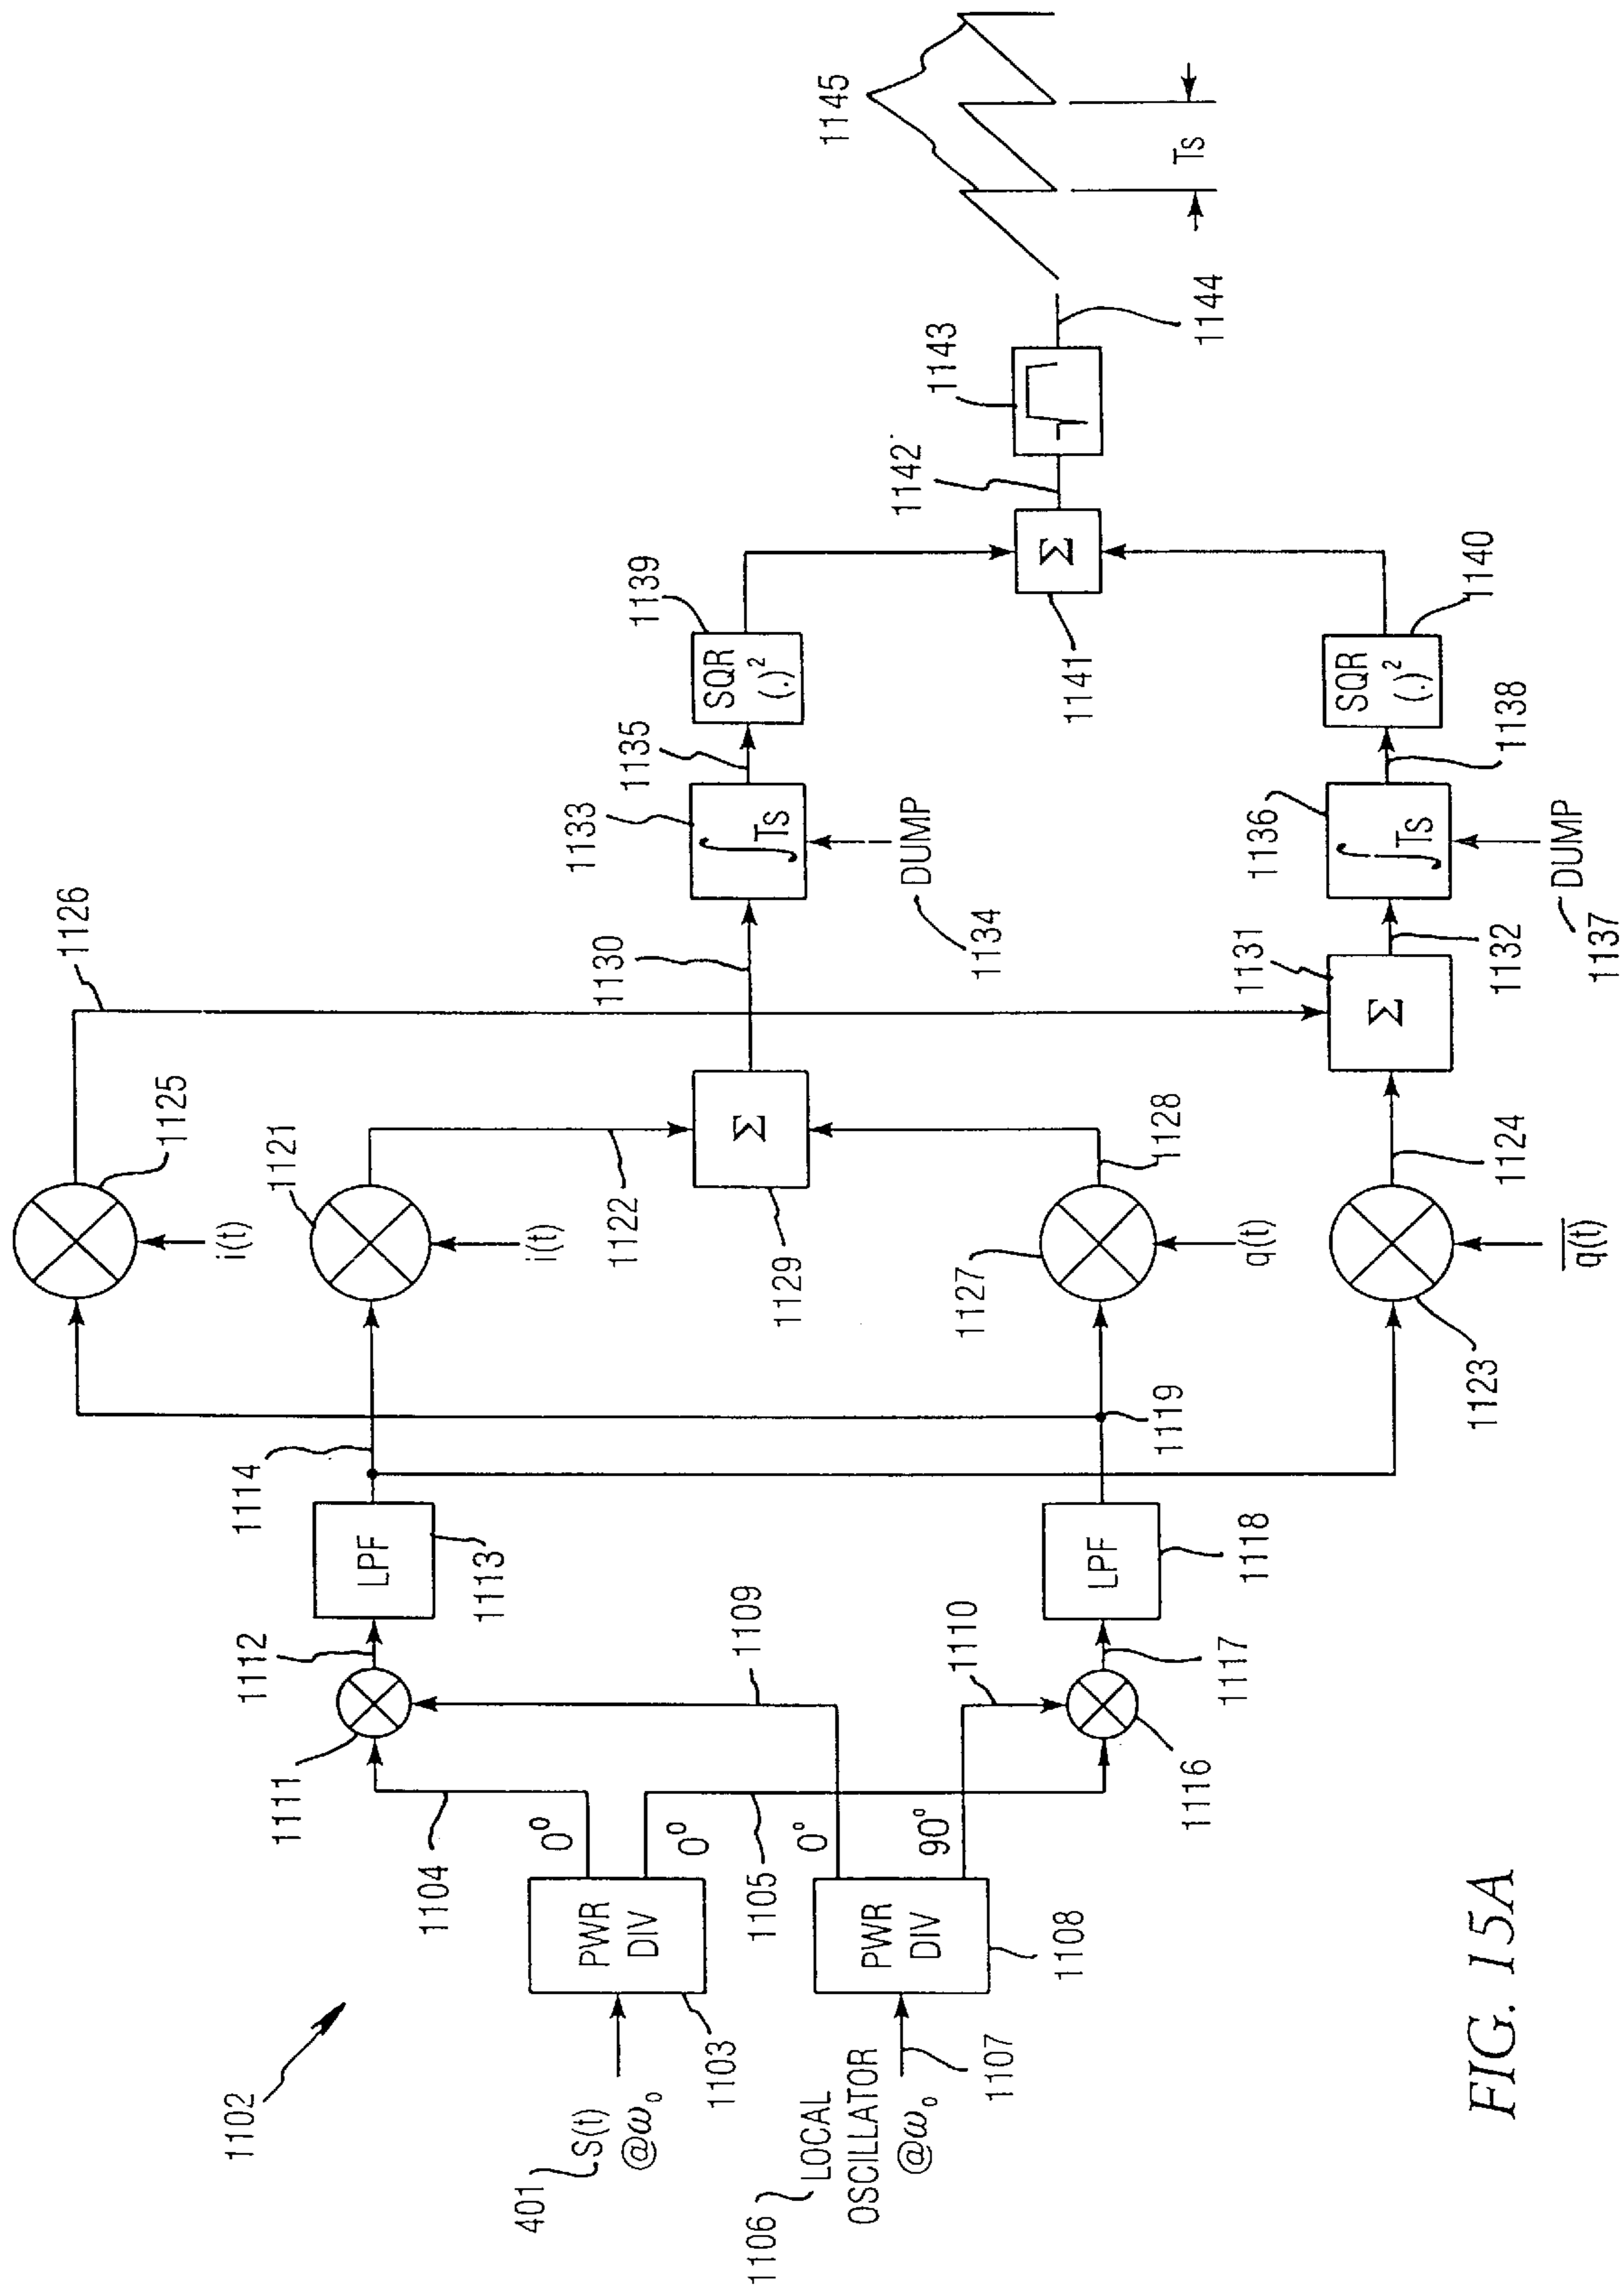 1102
401
S(t)
@ω₀
1103
PWR
DIV
0°
0°
1104
1105
1106
LOCAL
OSCILLATOR
@ω₀
1107
PWR
DIV
1108
0°
90°
1109
1110
1111
1112
LPF
1113
1114
1116
1117
LPF
1118
1119
1125
i(t)
1126
1121
i(t)
1122
1127
q(t)
1128
Σ
1129
1130
1123
q̅(̅t̅)̅
1124
Σ
1131
1132
∫Ts
1133
DUMP
1134
1135
∫Ts
1136
DUMP
1137
1138
SQR
(.)²
1139
SQR
(.)²
1140
Σ
1141
1142
1143
1144
1145
Ts
FIG. 15A